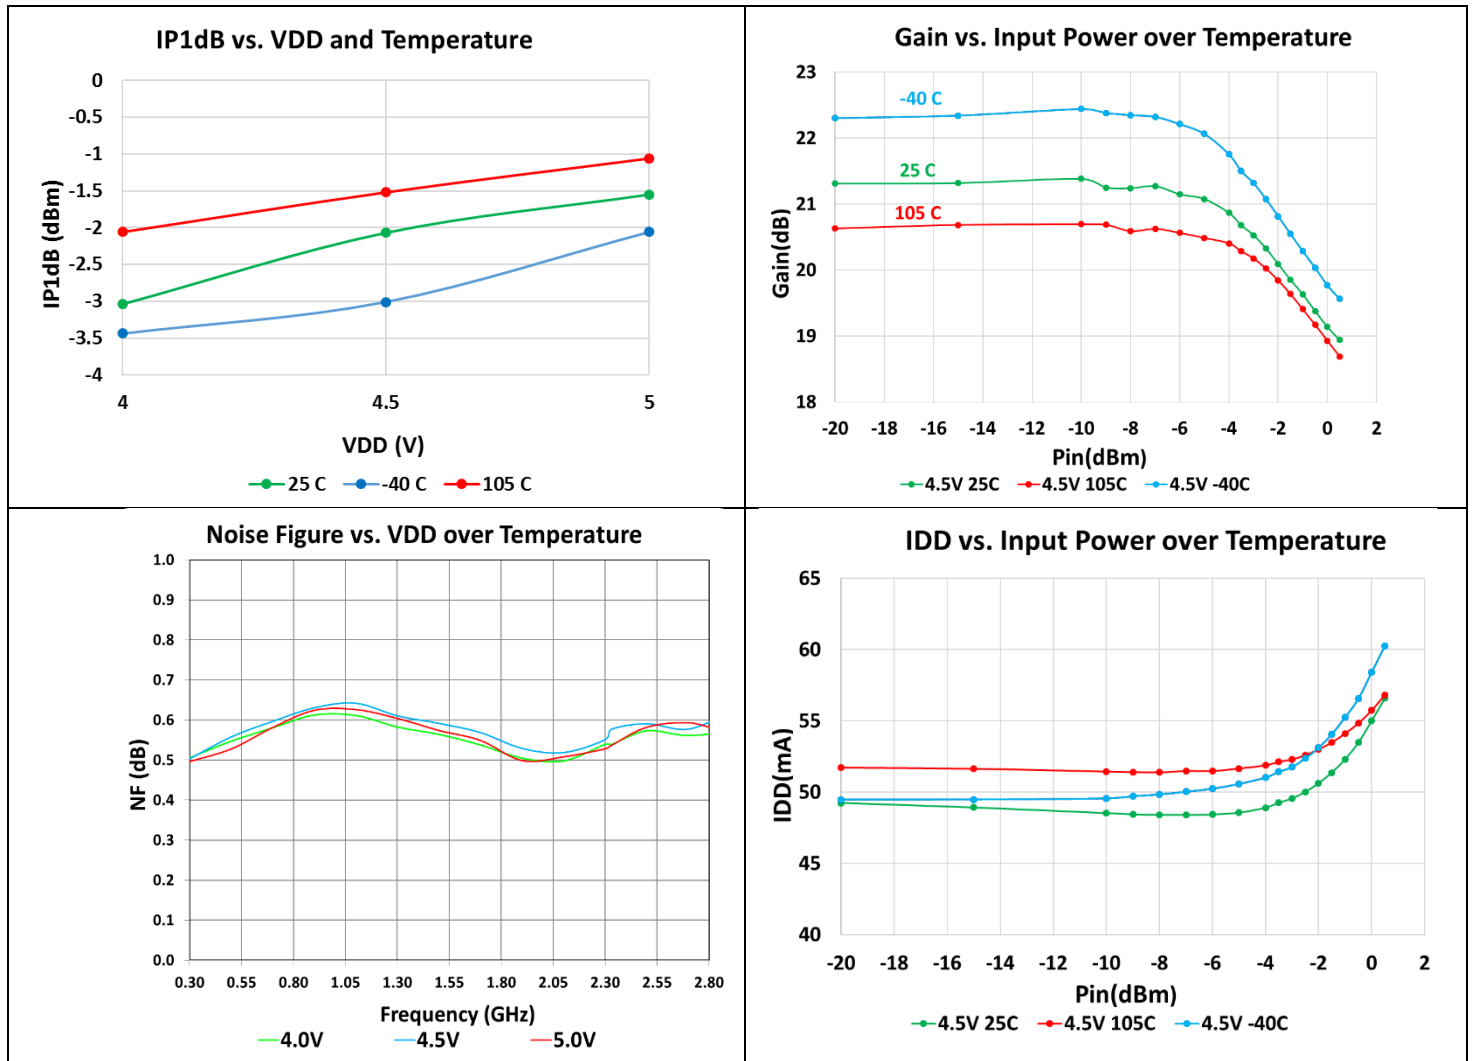 IP1dB vs. VDD and Temperature
0
-0.5
-1
-1.5
-2
-2.5
-3
-3.5
-4
IP1dB (dBm)
4 4.5 5
VDD (V)
25 C -40 C 105 C
Gain vs. Input Power over Temperature
23
22
21
20
19
18
Gain(dB)
-40 C
25 C
105 C
-20 -18 -16 -14 -12 -10 -8 -6 -4 -2 0 2
Pin(dBm)
4.5V 25C 4.5V 105C 4.5V -40C
Noise Figure vs. VDD over Temperature
1.0
0.9
0.8
0.7
0.6
0.5
0.4
0.3
0.2
0.1
0.0
NF (dB)
0.30 0.55 0.80 1.05 1.30 1.55 1.80 2.05 2.30 2.55 2.80
Frequency (GHz)
4.0V 4.5V 5.0V
IDD vs. Input Power over Temperature
65
60
55
50
45
40
IDD(mA)
-20 -18 -16 -14 -12 -10 -8 -6 -4 -2 0 2
Pin(dBm)
4.5V 25C 4.5V 105C 4.5V -40C